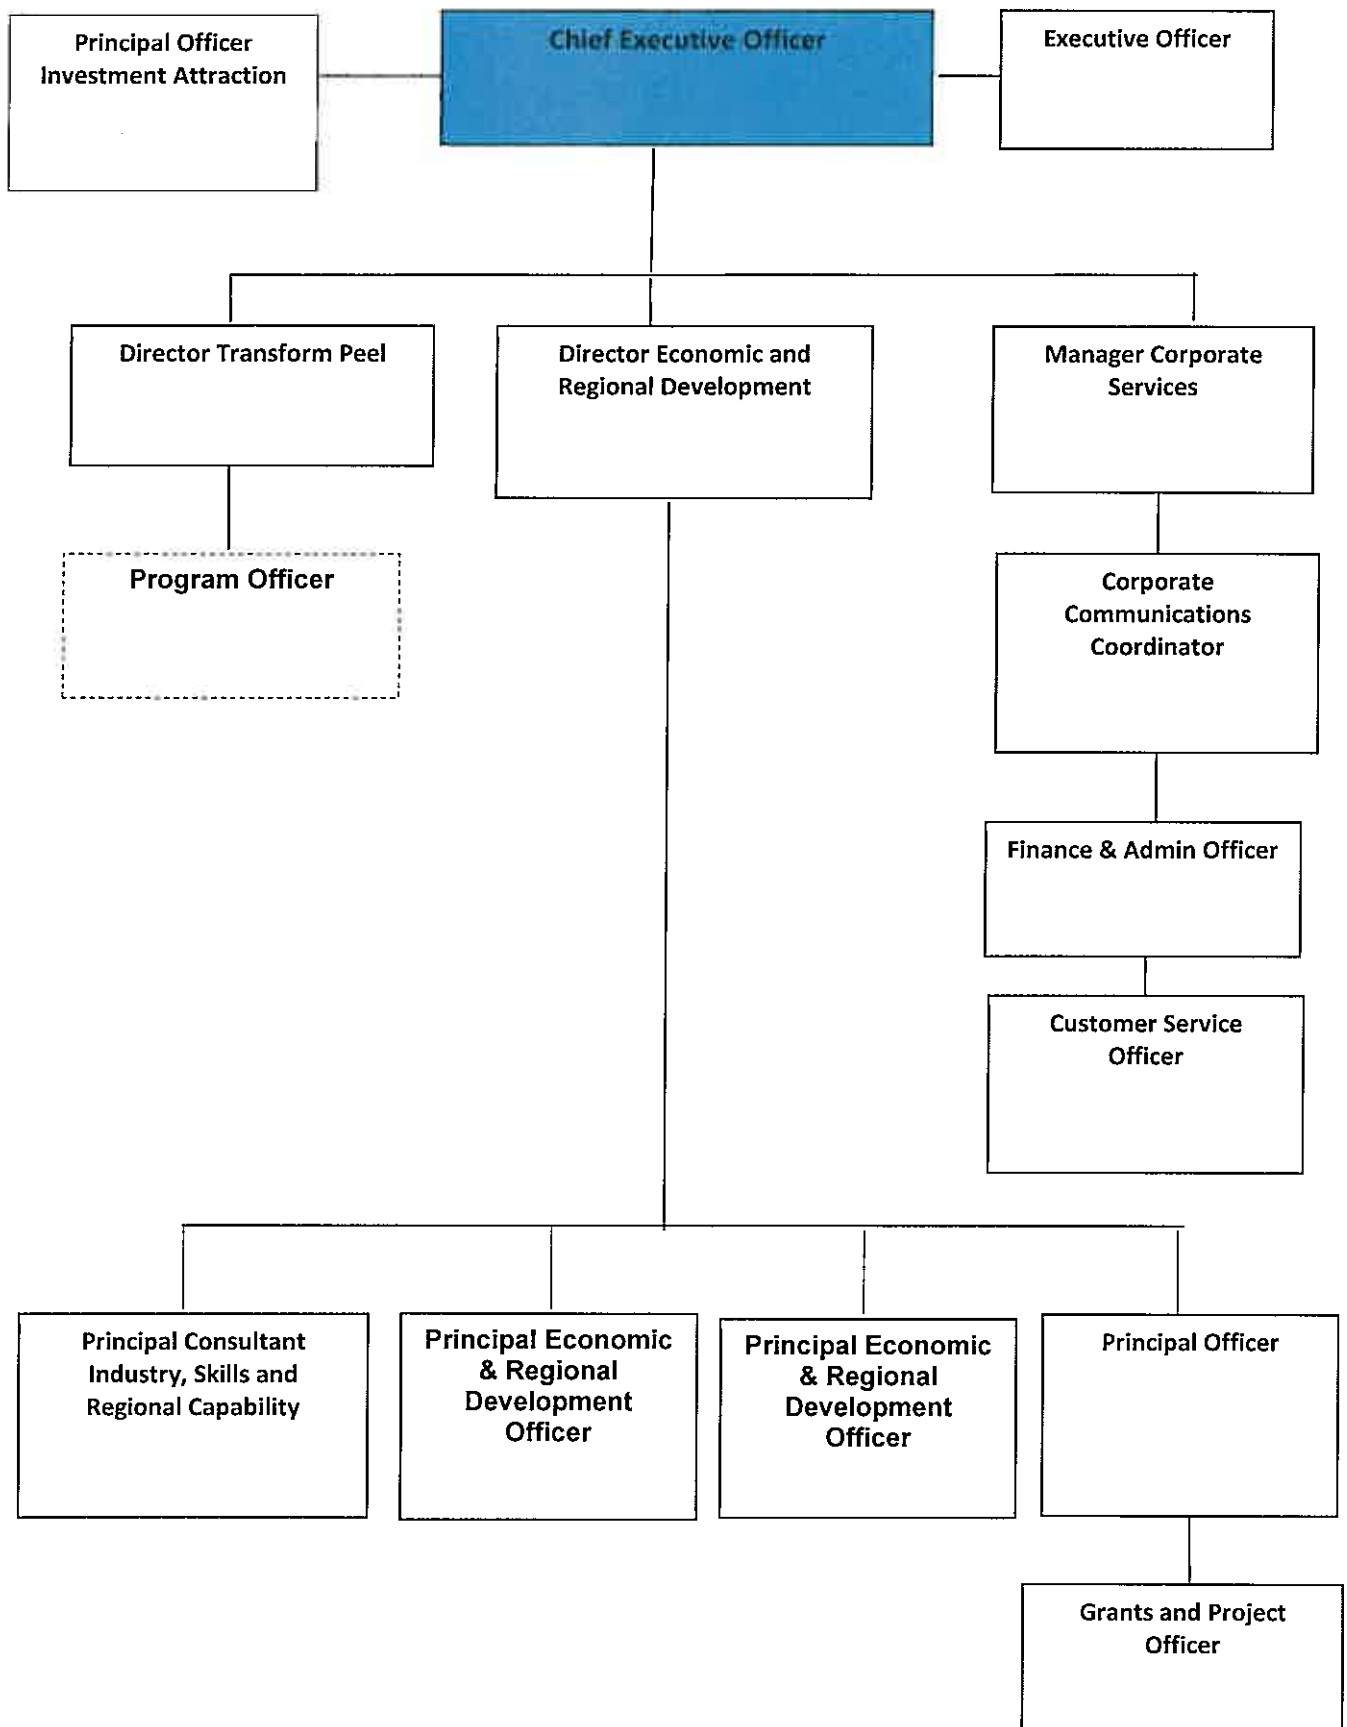 Principal Officer
Investment Attraction
Chief Executive Officer
Executive Officer
Director Transform Peel
Director Economic and
Regional Development
Manager Corporate
Services
Program Officer
Corporate
Communications
Coordinator
Finance & Admin Officer
Customer Service
Officer
Principal Consultant
Industry, Skills and
Regional Capability
Principal Economic
& Regional
Development
Officer
Principal Economic
& Regional
Development
Officer
Principal Officer
Grants and Project
Officer